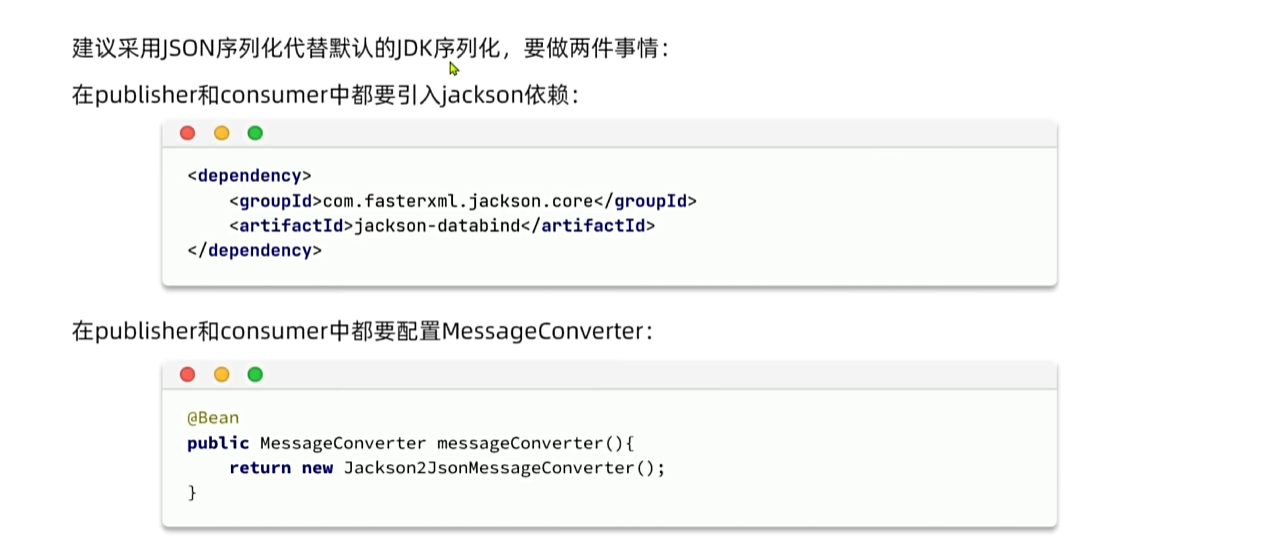 建议采用JSON序列化代替默认的JDK序列化，要做两件事情：
在publisher和consumer中都要引入jackson依赖：
<dependency>
    <groupId>com.fasterxml.jackson.core</groupId>
    <artifactId>jackson-databind</artifactId>
</dependency>
在publisher和consumer中都要配置MessageConverter：
@Bean
public MessageConverter messageConverter(){
    return new Jackson2JsonMessageConverter();
}